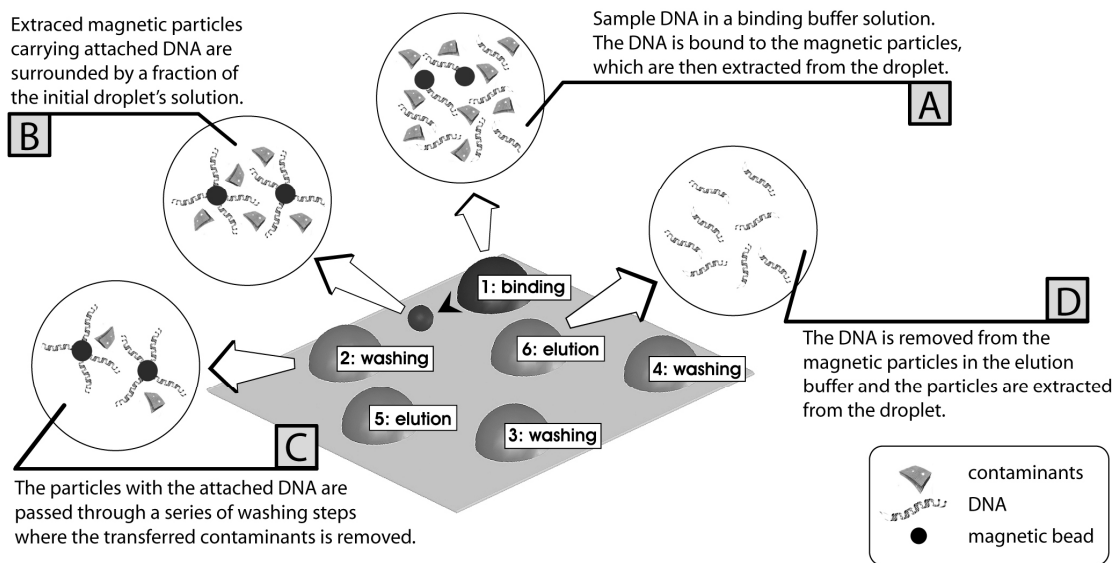 Extraced magnetic particles
carrying attached DNA are
surrounded by a fraction of
the initial droplet's solution.
B
Sample DNA in a binding buffer solution.
The DNA is bound to the magnetic particles,
which are then extracted from the droplet.
A
1: binding
2: washing
6: elution
4: washing
5: elution
3: washing
D
The DNA is removed from the
magnetic particles in the elution
buffer and the particles are extracted
from the droplet.
C
The particles with the attached DNA are
passed through a series of washing steps
where the transferred contaminants is removed.
contaminants
DNA
magnetic bead